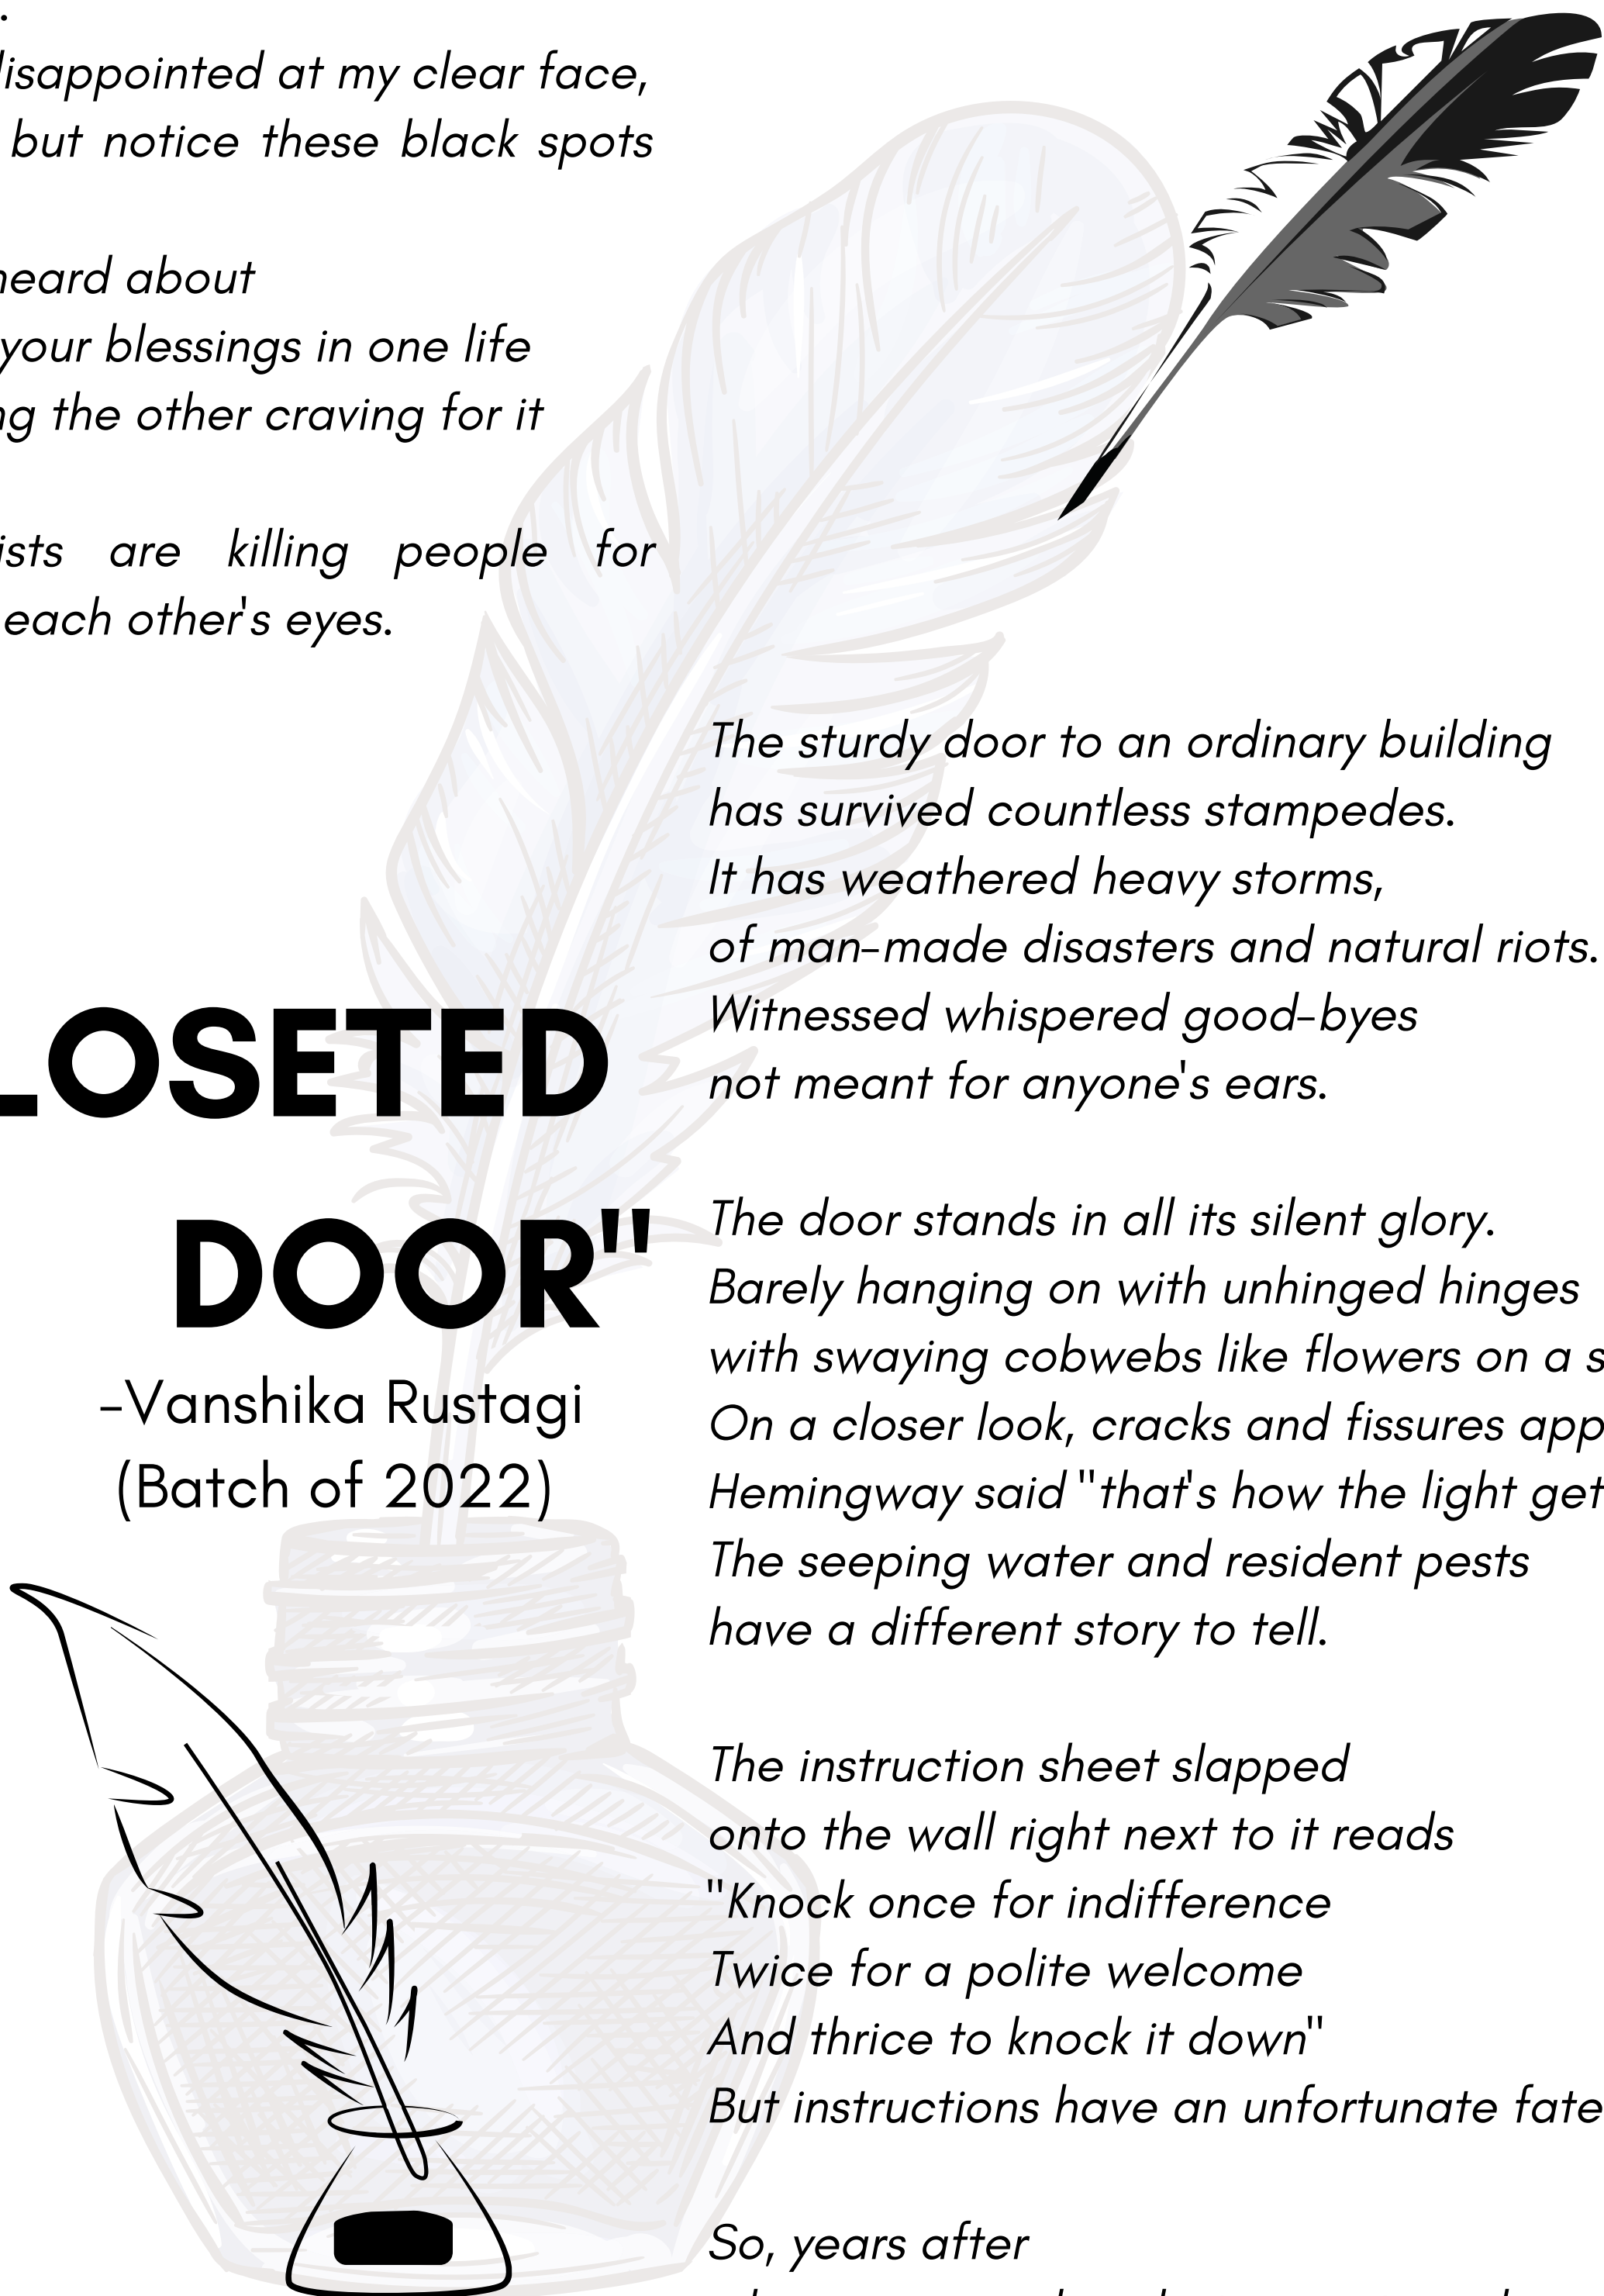 .
disappointed at my clear face,
but notice these black spots
heard about
your blessings in one life
the other craving for it
are killing people for
each other's eyes.
LOSETED
DOOR"
-Vanshika Rustagi
(Batch of 2022)
The sturdy door to an ordinary building
has survived countless stampedes.
It has weathered heavy storms,
of man-made disasters and natural riots.
Witnessed whispered good-byes
not meant for anyone's ears.
The door stands in all its silent glory.
Barely hanging on with unhinged hinges
with swaying cobwebs like flowers on a
On a closer look, cracks and fissures app
Hemingway said "that's how the light get
The seeping water and resident pests
have a different story to tell.
The instruction sheet slapped
onto the wall right next to it reads
"Knock once for indifference
Twice for a polite welcome
And thrice to knock it down"
But instructions have an unfortunate fate
So, years after